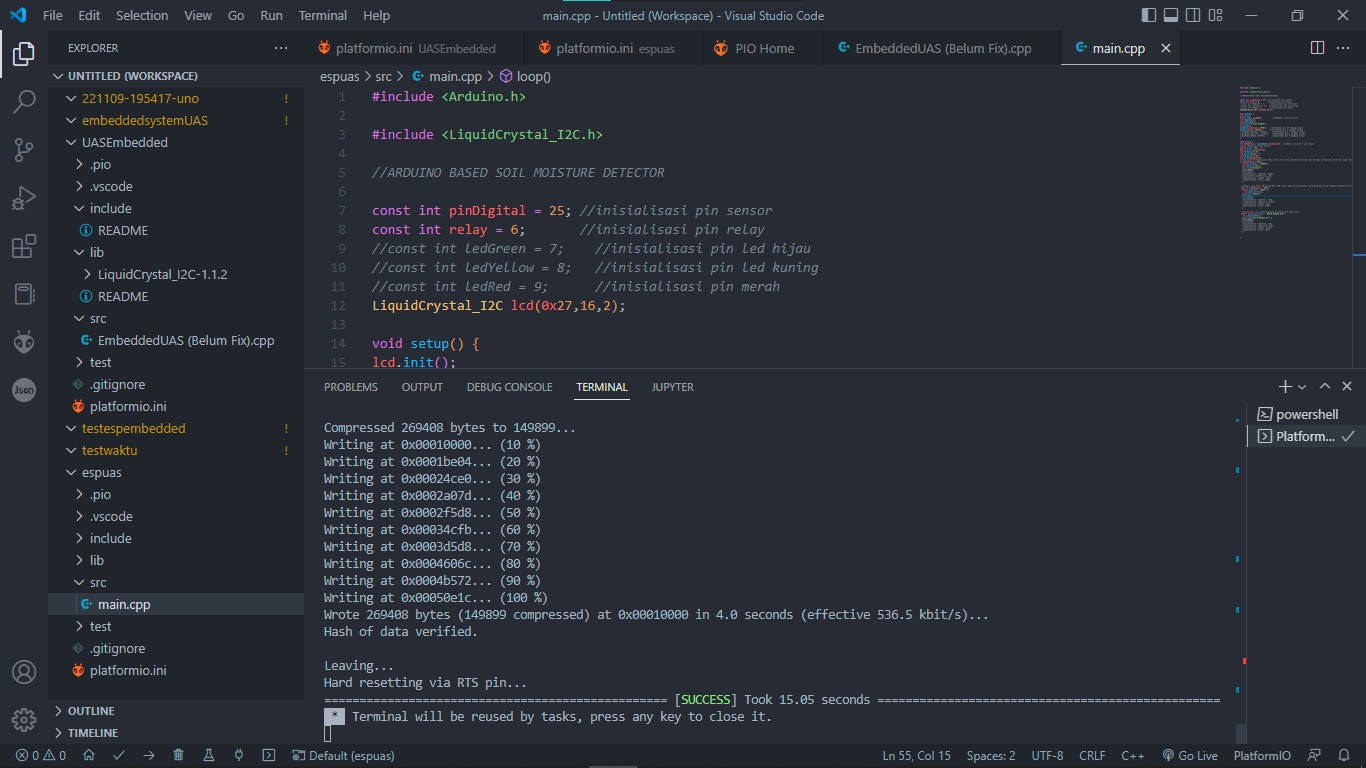 File Edit Selection View Go Run Terminal Help
main.cpp - Untitled (Workspace) - Visual Studio Code
EXPLORER
UNTITLED (WORKSPACE)
221109-195417-uno !
embeddedsystemUAS !
UASEmbedded
.pio
.vscode
include
README
lib
LiquidCrystal_I2C-1.1.2
README
src
EmbeddedUAS (Belum Fix).cpp
test
.gitignore
platformio.ini
testespembedded !
testwaktu !
espuas
.pio
.vscode
include
lib
src
main.cpp
test
.gitignore
platformio.ini
OUTLINE
TIMELINE
Json
platformio.ini UASEmbedded
platformio.ini espuas
PIO Home
EmbeddedUAS (Belum Fix).cpp
main.cpp
espuas > src > main.cpp > loop()
1 #include <Arduino.h>
2
3 #include <LiquidCrystal_I2C.h>
4
5 //ARDUINO BASED SOIL MOISTURE DETECTOR
6
7 const int pinDigital = 25; //inisialisasi pin sensor
8 const int relay = 6; //inisialisasi pin relay
9 //const int ledGreen = 7; //inisialisasi pin led hijau
10 //const int ledYellow = 8; //inisialisasi pin led kuning
11 //const int ledRed = 9; //inisialisasi pin merah
12 LiquidCrystal_I2C lcd(0x27,16,2);
13
14 void setup() {
15 lcd.init();
PROBLEMS OUTPUT DEBUG CONSOLE TERMINAL JUPYTER
powershell
Platform...
Compressed 269408 bytes to 149899...
Writing at 0x00010000... (10 %)
Writing at 0x0001be04... (20 %)
Writing at 0x00024ce0... (30 %)
Writing at 0x0002a07d... (40 %)
Writing at 0x0002f5d8... (50 %)
Writing at 0x00034cfb... (60 %)
Writing at 0x0003d5d8... (70 %)
Writing at 0x0004606c... (80 %)
Writing at 0x0004b572... (90 %)
Writing at 0x00050e1c... (100 %)
Wrote 269408 bytes (149899 compressed) at 0x00010000 in 4.0 seconds (effective 536.5 kbit/s)...
Hash of data verified.
Leaving...
Hard resetting via RTS pin...
================================================= [SUCCESS] Took 15.05 seconds =================================================
* Terminal will be reused by tasks, press any key to close it.
0 0 Default (espuas) Ln 55, Col 15 Spaces: 2 UTF-8 CRLF C++ Go Live PlatformIO